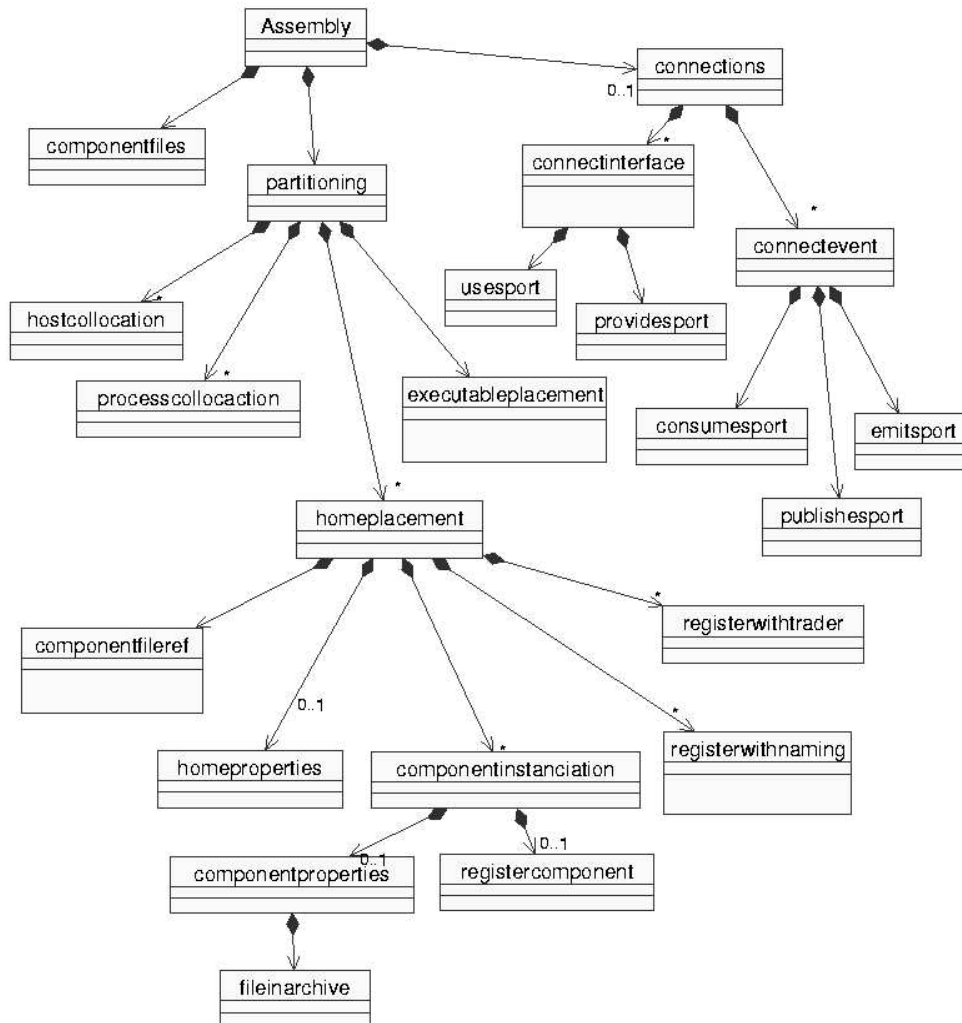 Assembly
connections
0..1
componentfiles
*
connectinterface
partitioning
*
connectevent
usesport
*
hostcollocation
providesport
*
processcollocaction
executableplacement
consumesport
emitsport
*
homeplacement
publishesport
*
registerwithtrader
componentfileref
0..1
*
*
registerwithnaming
homeproperties
componentinstanciation
0..1
0..1
componentproperties
registercomponent
fileinarchive